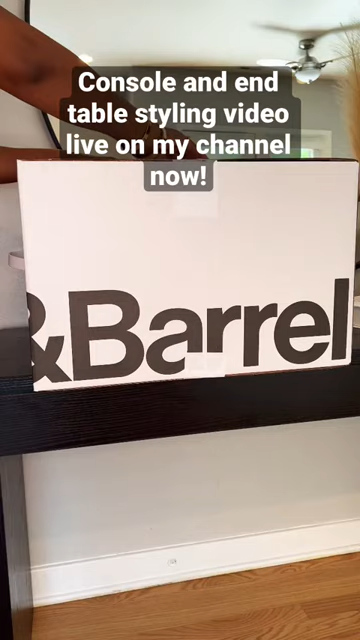 Console and end
table styling video
live on my channel
now!
&Barrel